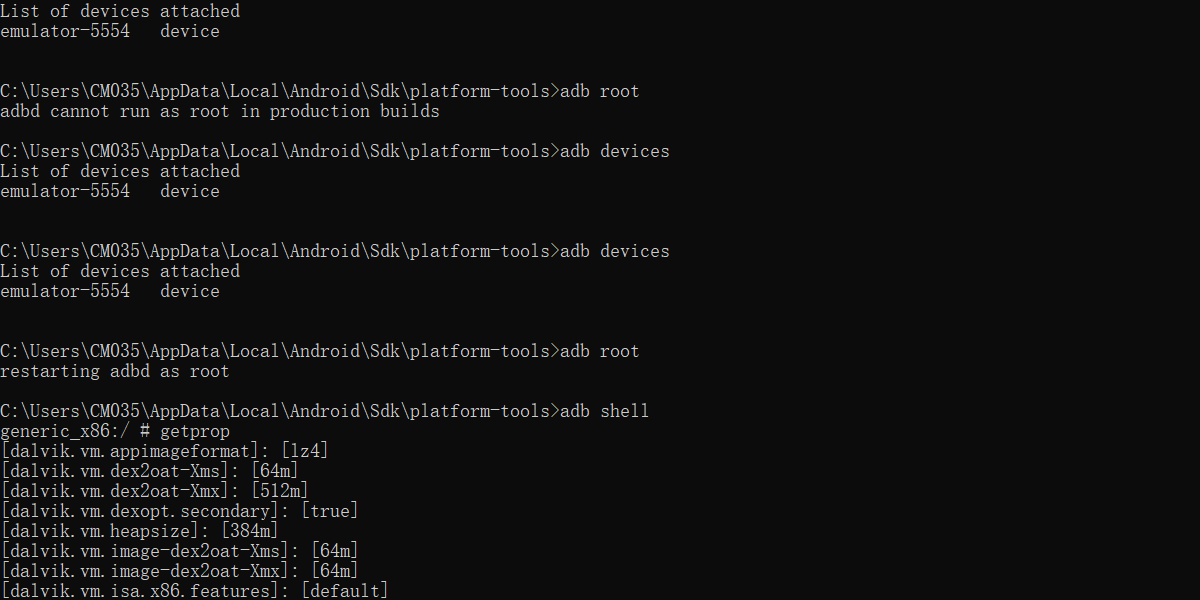 List of devices attached
emulator-5554   device
C:\Users\CM035\AppData\Local\Android\Sdk\platform-tools>adb root
adbd cannot run as root in production builds
C:\Users\CM035\AppData\Local\Android\Sdk\platform-tools>adb devices
List of devices attached
emulator-5554   device
C:\Users\CM035\AppData\Local\Android\Sdk\platform-tools>adb devices
List of devices attached
emulator-5554   device
C:\Users\CM035\AppData\Local\Android\Sdk\platform-tools>adb root
restarting adbd as root
C:\Users\CM035\AppData\Local\Android\Sdk\platform-tools>adb shell
generic_x86:/ # getprop
[dalvik.vm.appimageformat]: [lz4]
[dalvik.vm.dex2oat-Xms]: [64m]
[dalvik.vm.dex2oat-Xmx]: [512m]
[dalvik.vm.dexopt.secondary]: [true]
[dalvik.vm.heapsize]: [384m]
[dalvik.vm.image-dex2oat-Xms]: [64m]
[dalvik.vm.image-dex2oat-Xmx]: [64m]
[dalvik.vm.isa.x86.features]: [default]